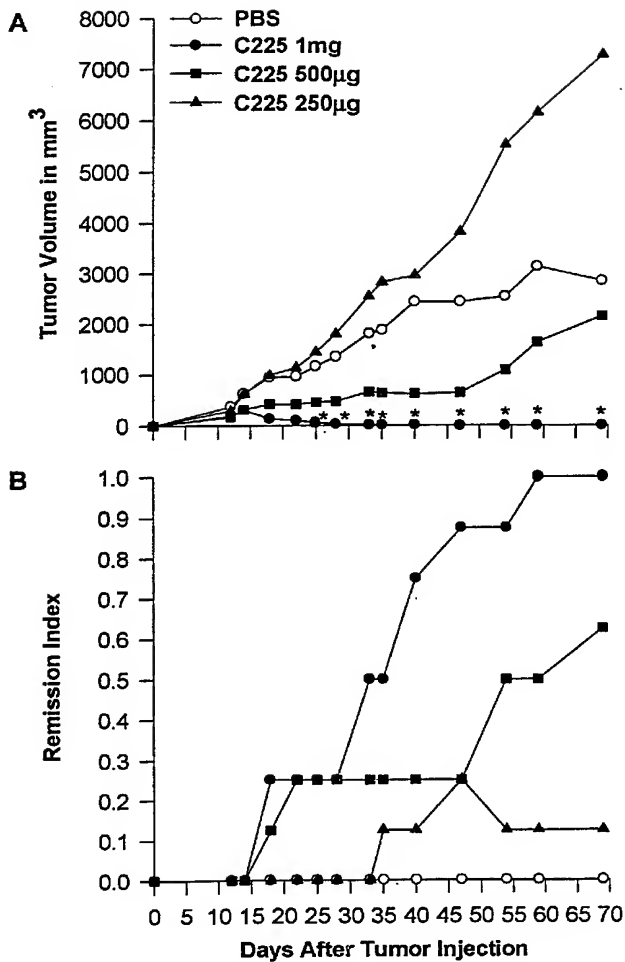 A
PBS
C225 1mg
C225 500μg
C225 250μg
8000
7000
6000
5000
4000
3000
2000
1000
0
Tumor Volume in mm³
* * * * * * * * *
B
1.0
0.9
0.8
0.7
0.6
0.5
0.4
0.3
0.2
0.1
0.0
Remission Index
0 5 10 15 20 25 30 35 40 45 50 55 60 65 70
Days After Tumor Injection